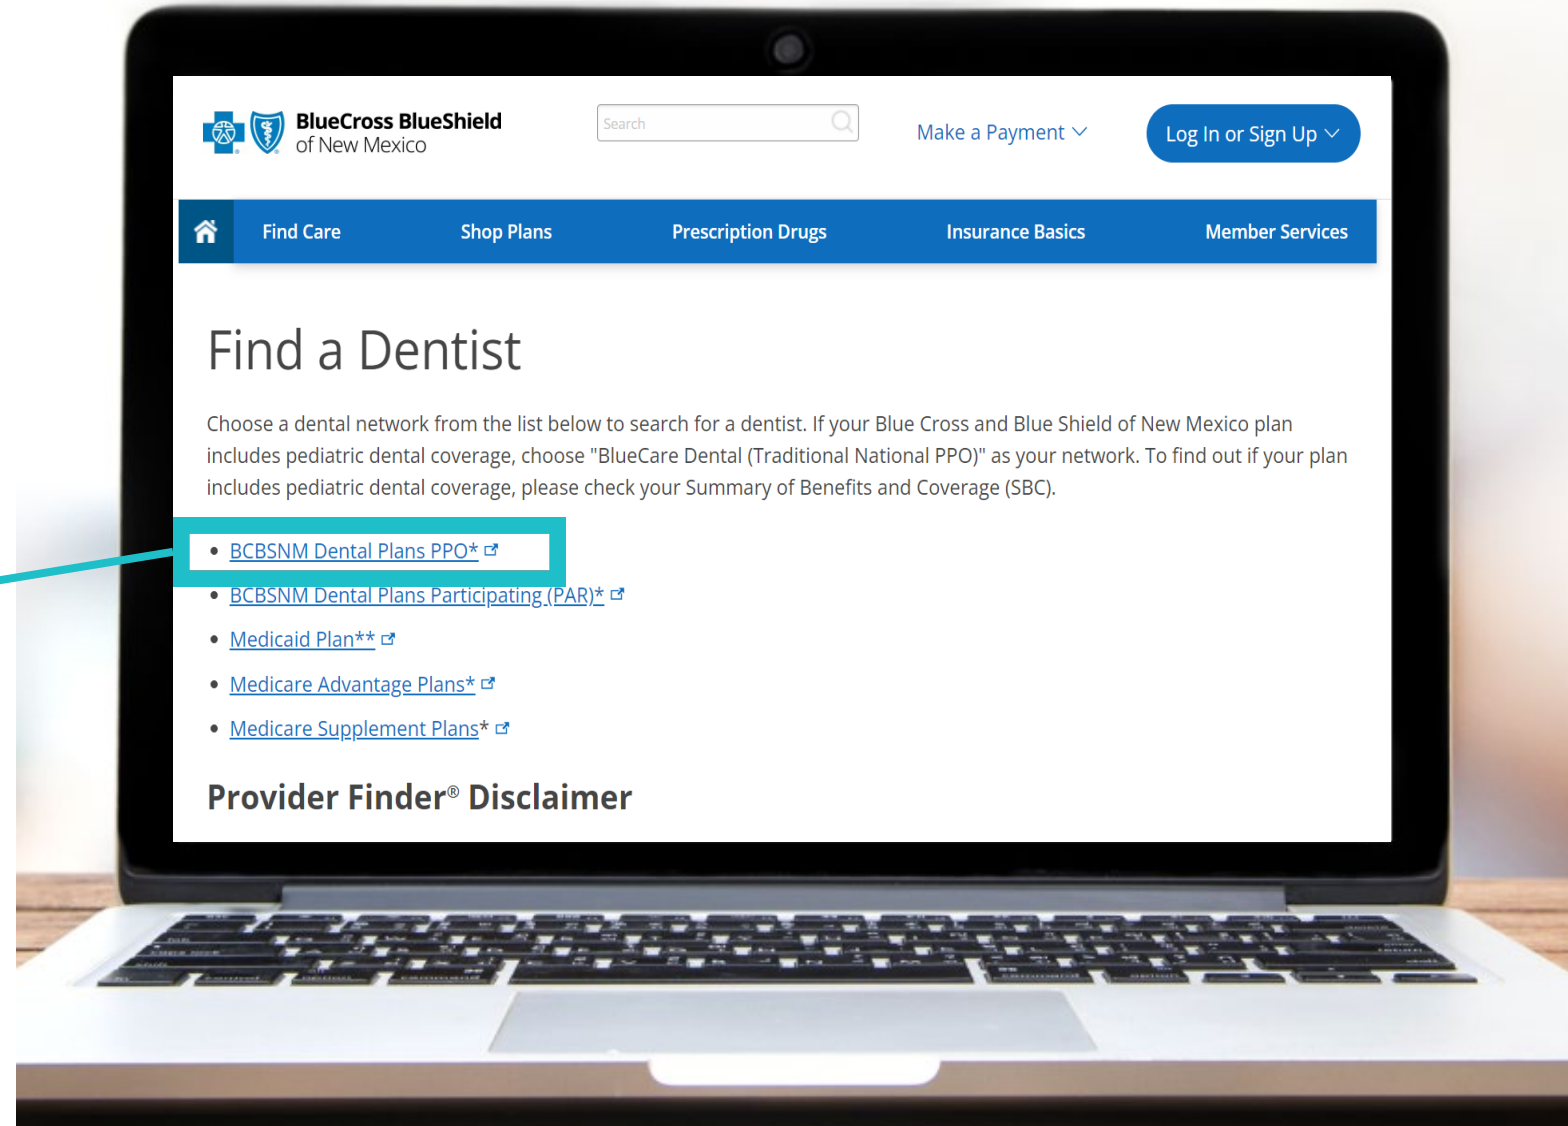 BlueCross BlueShield
of New Mexico
Search
Make a Payment
Log In or Sign Up
Find Care
Shop Plans
Prescription Drugs
Insurance Basics
Member Services
Find a Dentist
Choose a dental network from the list below to search for a dentist. If your Blue Cross and Blue Shield of New Mexico plan
includes pediatric dental coverage, choose "BlueCare Dental (Traditional National PPO)" as your network. To find out if your plan
includes pediatric dental coverage, please check your Summary of Benefits and Coverage (SBC).
• BCBSNM Dental Plans PPO*
• BCBSNM Dental Plans Participating (PAR)*
• Medicaid Plan**
• Medicare Advantage Plans*
• Medicare Supplement Plans*
Provider Finder® Disclaimer